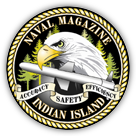 NAVAL MAGAZINE
ACCURACY
SAFETY
EFFICIENCY
INDIAN ISLAND